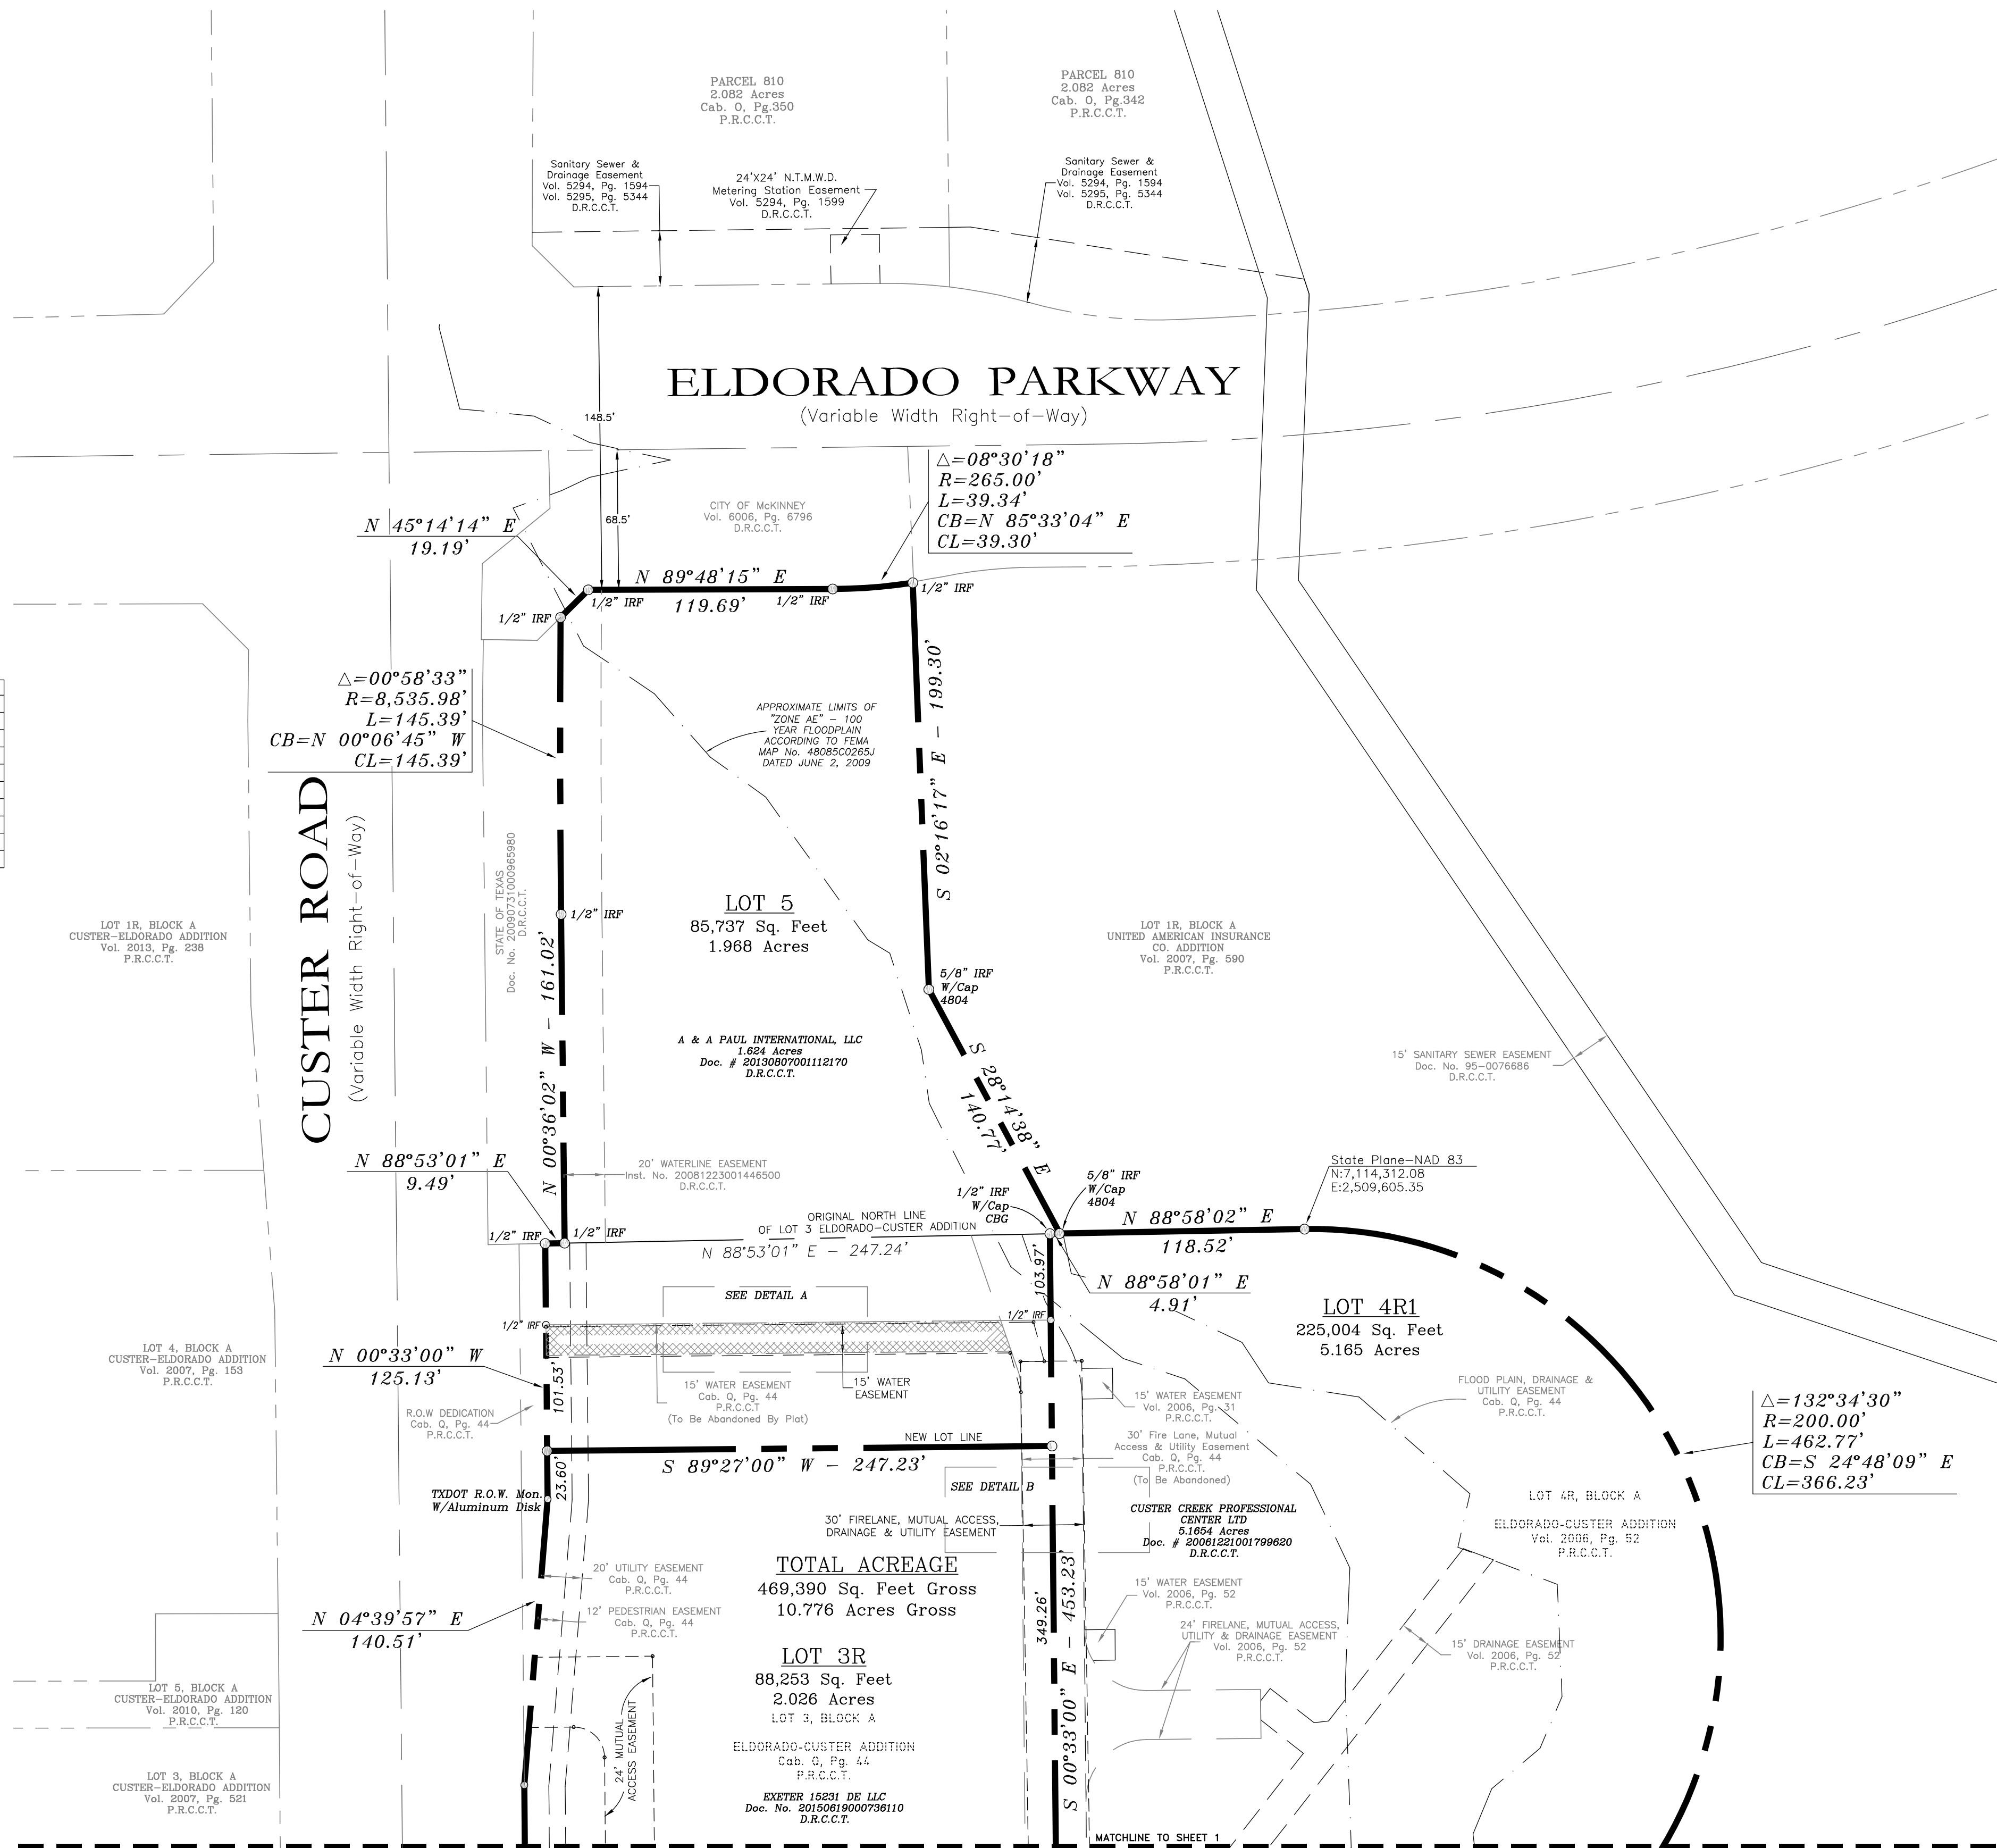 PARCEL 810
2.082 Acres
Cab. O, Pg.350
P.R.C.C.T.
PARCEL 810
2.082 Acres
Cab. O, Pg.342
P.R.C.C.T.
Sanitary Sewer &
Drainage Easement
Vol. 5294, Pg. 1594
Vol. 5295, Pg. 5344
D.R.C.C.T.
24'X24' N.T.M.W.D.
Metering Station Easement
Vol. 5294, Pg. 1599
D.R.C.C.T.
Sanitary Sewer &
Drainage Easement
Vol. 5294, Pg. 1594
Vol. 5295, Pg. 5344
D.R.C.C.T.
ELDORADO PARKWAY
(Variable Width Right-of-Way)
148.5'
68.5'
CITY OF McKINNEY
Vol. 6006, Pg. 6796
D.R.C.C.T.
△=08°30'18"
R=265.00'
L=39.34'
CB=N 85°33'04" E
CL=39.30'
N 45°14'14" E
19.19'
N 89°48'15" E
119.69'
1/2" IRF
1/2" IRF
1/2" IRF
1/2" IRF
△=00°58'33"
R=8,535.98'
L=145.39'
CB=N 00°06'45" W
CL=145.39'
APPROXIMATE LIMITS OF
"ZONE AE" - 100
YEAR FLOODPLAIN
ACCORDING TO FEMA
MAP No. 48085C0265J
DATED JUNE 2, 2009
S 02°16'17" E - 199.30'
CUSTER ROAD
(Variable Width Right-of-Way)
STATE OF TEXAS
Doc. No. 20090731000965980
D.R.C.C.T.
1/2" IRF
LOT 5
85,737 Sq. Feet
1.968 Acres
LOT 1R, BLOCK A
CUSTER-ELDORADO ADDITION
Vol. 2013, Pg. 238
P.R.C.C.T.
LOT 1R, BLOCK A
UNITED AMERICAN INSURANCE
CO. ADDITION
Vol. 2007, Pg. 590
P.R.C.C.T.
5/8" IRF
W/Cap
4804
N 00°36'02" W - 161.02'
A & A PAUL INTERNATIONAL, LLC
1.624 Acres
Doc. # 20130807001112170
D.R.C.C.T.
S 28°14'38" E
140.77'
15' SANITARY SEWER EASEMENT
Doc. No. 95-0076686
D.R.C.C.T.
N 88°53'01" E
9.49'
20' WATERLINE EASEMENT
Inst. No. 20081223001446500
D.R.C.C.T.
State Plane-NAD 83
N:7,114,312.08
E:2,509,605.35
1/2" IRF
W/Cap
CBG
5/8" IRF
W/Cap
4804
ORIGINAL NORTH LINE
OF LOT 3 ELDORADO-CUSTER ADDITION
N 88°53'01" E - 247.24'
1/2" IRF
1/2" IRF
N 88°58'02" E
118.52'
N 88°58'01" E
4.91'
103.97'
SEE DETAIL A
1/2" IRF
1/2" IRF
LOT 4R1
225,004 Sq. Feet
5.165 Acres
LOT 4, BLOCK A
CUSTER-ELDORADO ADDITION
Vol. 2007, Pg. 153
P.R.C.C.T.
N 00°33'00" W
125.13'
101.53'
R.O.W DEDICATION
Cab. Q, Pg. 44
P.R.C.C.T.
15' WATER EASEMENT
Cab. Q, Pg. 44
P.R.C.C.T
(To Be Abandoned By Plat)
15' WATER
EASEMENT
15' WATER EASEMENT
Vol. 2006, Pg. 31
P.R.C.C.T.
FLOOD PLAIN, DRAINAGE &
UTILITY EASEMENT
Cab. Q, Pg. 44
P.R.C.C.T.
△=132°34'30"
R=200.00'
L=462.77'
CB=S 24°48'09" E
CL=366.23'
NEW LOT LINE
S 89°27'00" W - 247.23'
30' Fire Lane, Mutual
Access & Utility Easement
Cab. Q, Pg. 44
P.R.C.C.T.
(To Be Abandoned)
23.60'
TXDOT R.O.W. Mon.
W/Aluminum Disk
SEE DETAIL B
30' FIRELANE, MUTUAL ACCESS,
DRAINAGE & UTILITY EASEMENT
CUSTER CREEK PROFESSIONAL
CENTER LTD
5.1654 Acres
Doc. # 20061221001799620
D.R.C.C.T.
LOT 4R, BLOCK A
ELDORADO-CUSTER ADDITION
Vol. 2006, Pg. 52
P.R.C.C.T.
TOTAL ACREAGE
469,390 Sq. Feet Gross
10.776 Acres Gross
20' UTILITY EASEMENT
Cab. Q, Pg. 44
P.R.C.C.T.
12' PEDESTRIAN EASEMENT
Cab. Q, Pg. 44
P.R.C.C.T.
N 04°39'57" E
140.51'
349.26'
S 00°33'00" E - 453.23'
15' WATER EASEMENT
Vol. 2006, Pg. 52
P.R.C.C.T.
24' FIRELANE, MUTUAL ACCESS,
UTILITY & DRAINAGE EASEMENT
Vol. 2006, Pg. 52
P.R.C.C.T.
15' DRAINAGE EASEMENT
Vol. 2006, Pg. 52
P.R.C.C.T.
LOT 3R
88,253 Sq. Feet
2.026 Acres
LOT 3, BLOCK A
ELDORADO-CUSTER ADDITION
Cab. Q, Pg. 44
P.R.C.C.T.
EXETER 15231 DE LLC
Doc. No. 20150619000736110
D.R.C.C.T.
24' MUTUAL
ACCESS EASEMENT
LOT 5, BLOCK A
CUSTER-ELDORADO ADDITION
Vol. 2010, Pg. 120
P.R.C.C.T.
LOT 3, BLOCK A
CUSTER-ELDORADO ADDITION
Vol. 2007, Pg. 521
P.R.C.C.T.
MATCHLINE TO SHEET 1